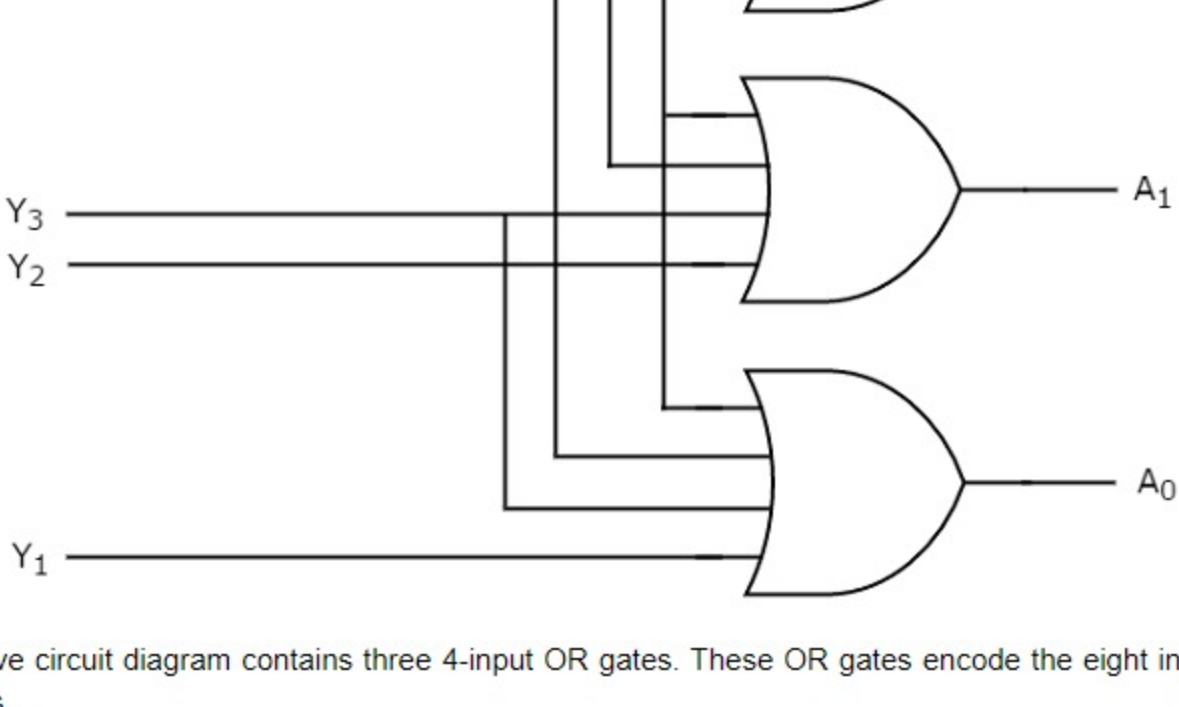 A₁
Y₃
Y₂
A₀
Y₁
circuit diagram contains three 4-input OR gates. These OR gates encode the eight